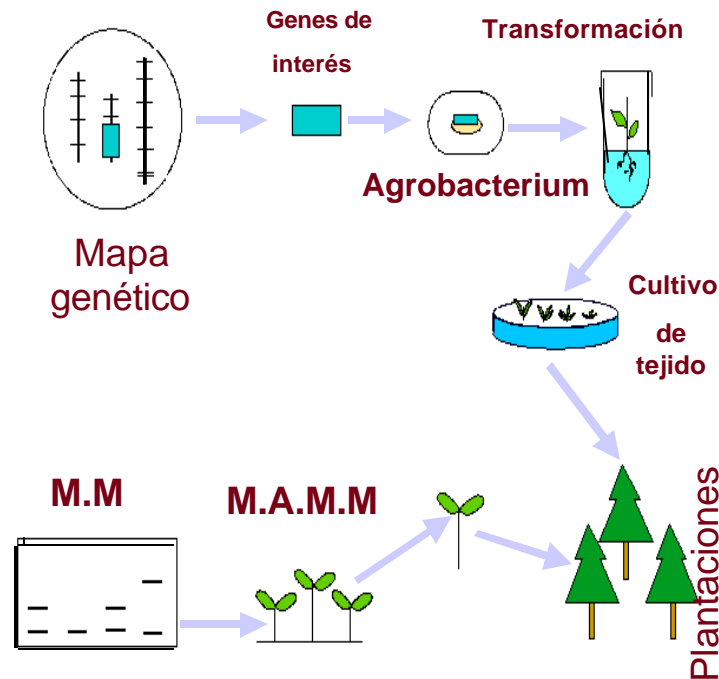 Genes de
interés
Transformación
Agrobacterium
Mapa
genético
Cultivo
de
tejido
M.M
M.A.M.M
Plantaciones